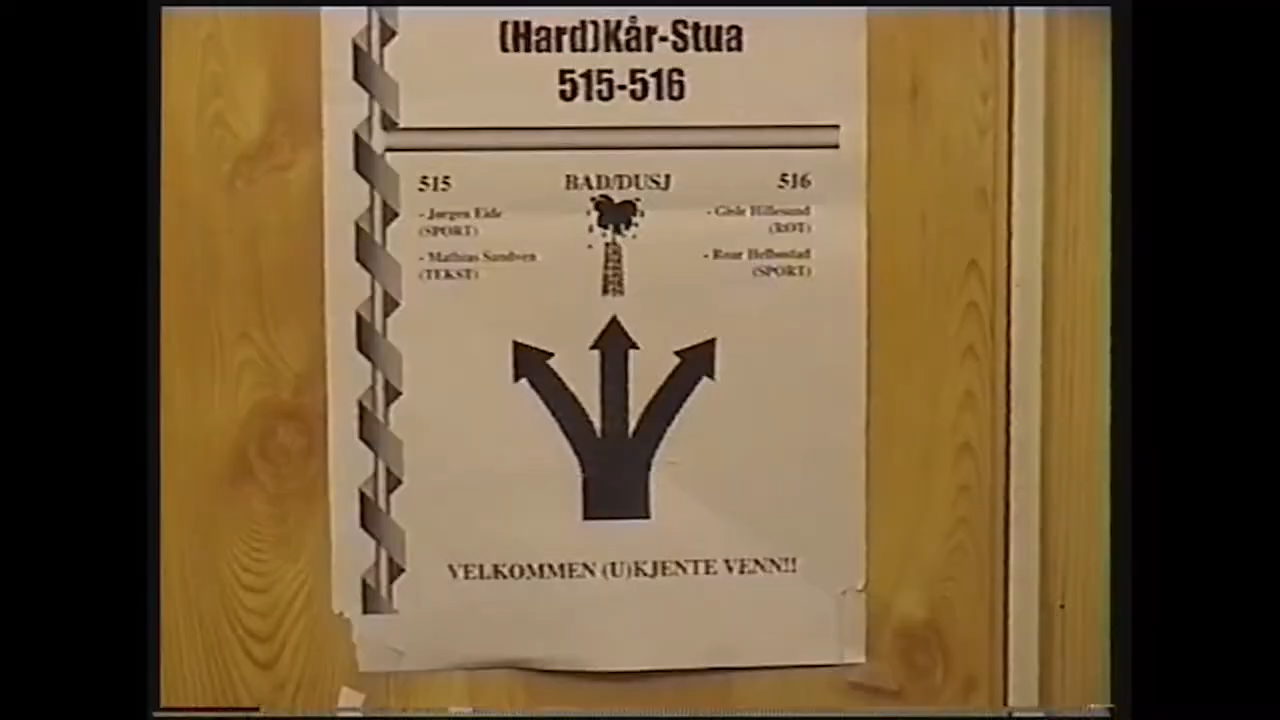 (Hard)Kår-Stua
515-516
515 BAD/DUSJ 516
- Jørgen Eide
(SPORT)
- Mathias Sandven
(TEKST)
- Gisle Hillesund
(ROT)
- Roar Helbostad
(SPORT)
VELKOMMEN (U)KJENTE VENN!!